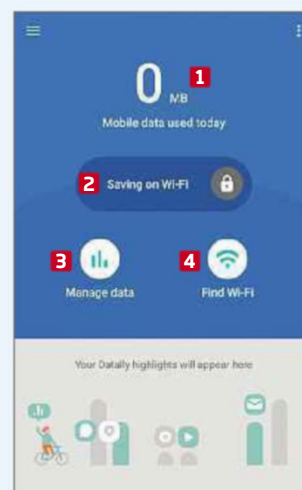 0 MB 1
Mobile data used today
2 Saving on Wi-Fi
3 4
Manage data Find Wi-Fi
Your Datally highlights will appear here